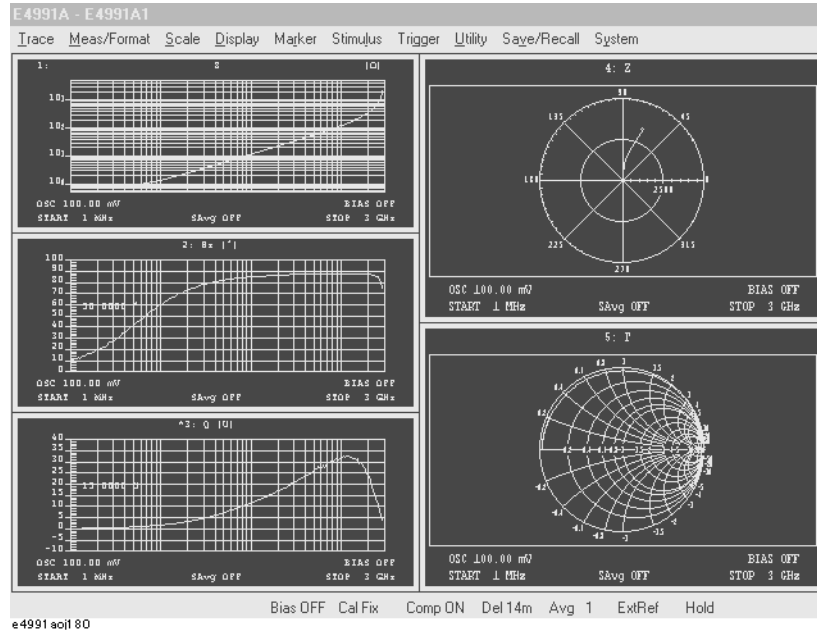 E4991A - E4991A1
Trace Meas/Format Scale Display Marker Stimulus Trigger Utility Save/Recall System
1: Z |Ω|
103
102
101
100
OSC 100.00 mV BIAS OFF
START 1 MHz SAvg OFF STOP 3 GHz
2: θz |°|
100
90
80
70
60
50
40
30
20
10
0
OSC 100.00 mV BIAS OFF
START 1 MHz SAvg OFF STOP 3 GHz
^3: Q |U|
40
35
30
25
20
15
10
5
0
-5
-10
OSC 100.00 mV BIAS OFF
START 1 MHz SAvg OFF STOP 3 GHz
4: Z
90
135 45
180 2500 0
225 315
270
OSC 100.00 mV BIAS OFF
START 1 MHz SAvg OFF STOP 3 GHz
5: Γ
OSC 100.00 mV BIAS OFF
START 1 MHz SAvg OFF STOP 3 GHz
Bias OFF Cal Fix Comp ON Del 14m Avg 1 ExtRef Hold
e4991aoj180